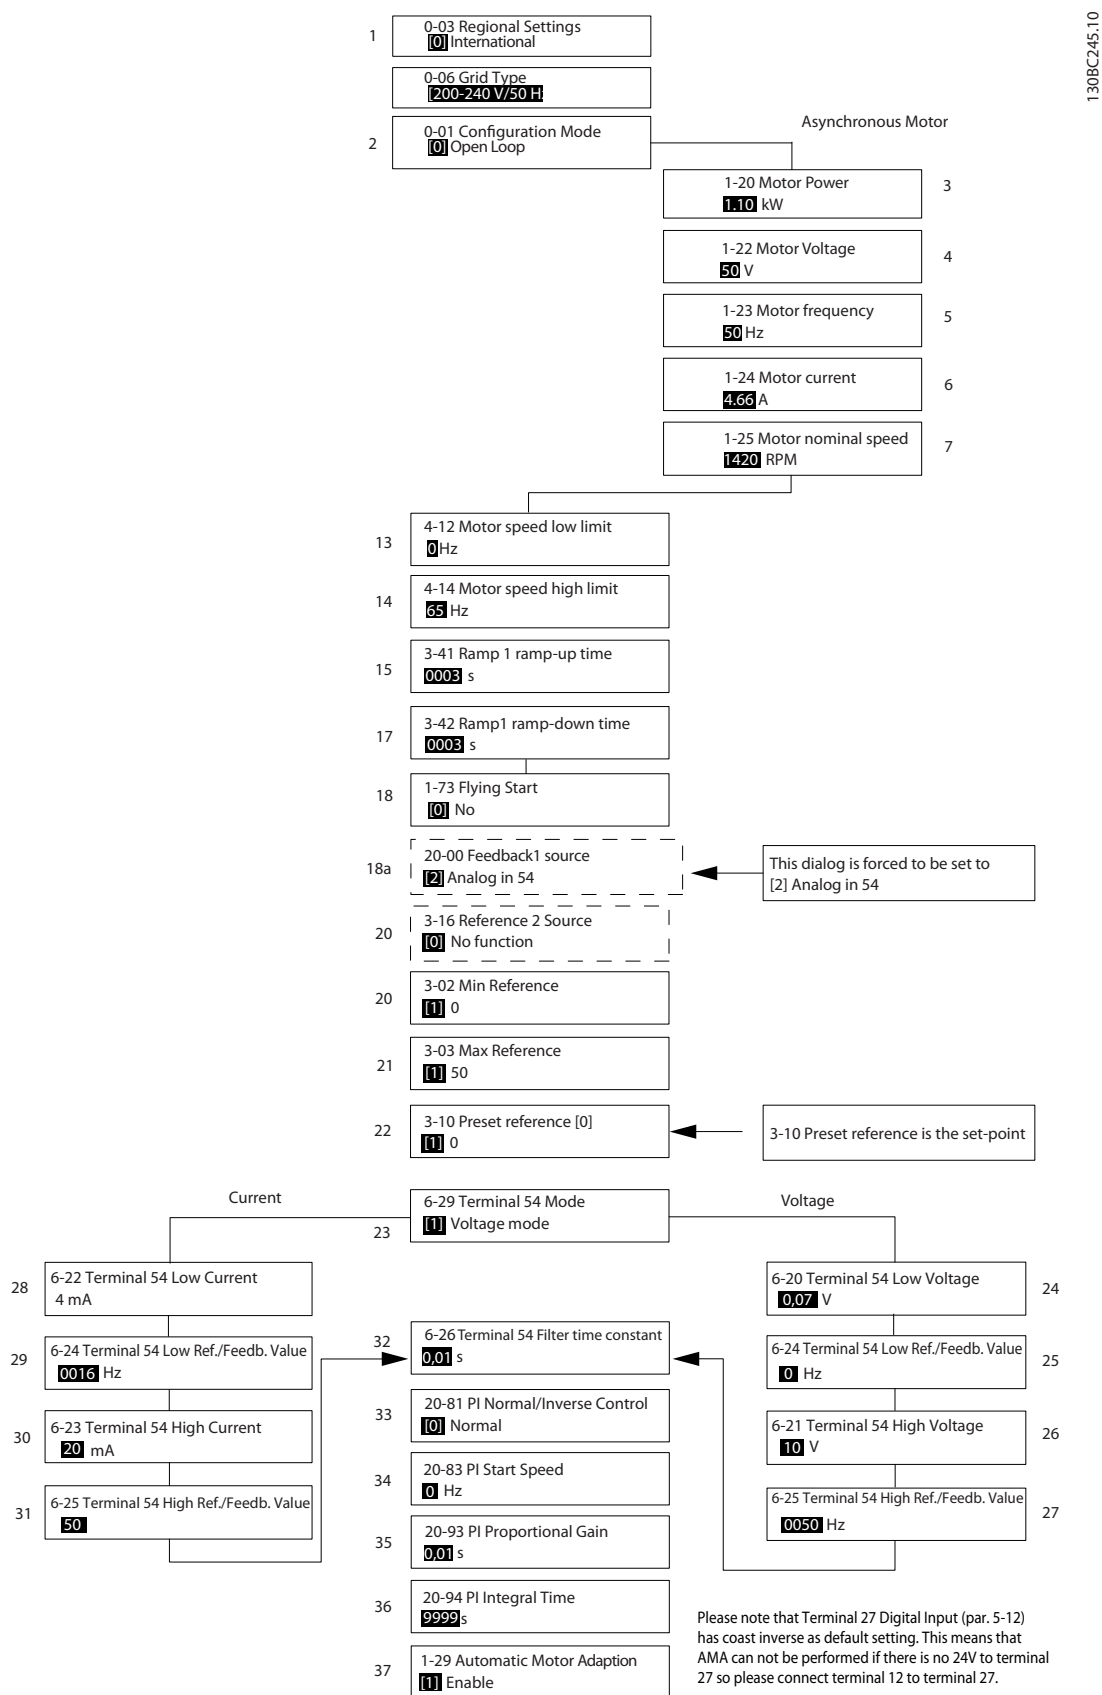 130BC245.10
1
0-03 Regional Settings
[0] International
0-06 Grid Type
[200-240 V/50 H
2
0-01 Configuration Mode
[0] Open Loop
Asynchronous Motor
1-20 Motor Power
1.10 kW
3
1-22 Motor Voltage
50 V
4
1-23 Motor frequency
50 Hz
5
1-24 Motor current
4.66 A
6
1-25 Motor nominal speed
1420 RPM
7
13
4-12 Motor speed low limit
0 Hz
14
4-14 Motor speed high limit
65 Hz
15
3-41 Ramp 1 ramp-up time
0003 s
17
3-42 Ramp1 ramp-down time
0003 s
18
1-73 Flying Start
[0] No
18a
20-00 Feedback1 source
[2] Analog in 54
This dialog is forced to be set to
[2] Analog in 54
20
3-16 Reference 2 Source
[0] No function
20
3-02 Min Reference
[1] 0
21
3-03 Max Reference
[1] 50
22
3-10 Preset reference [0]
[1] 0
3-10 Preset reference is the set-point
Current
23
6-29 Terminal 54 Mode
[1] Voltage mode
Voltage
28
6-22 Terminal 54 Low Current
4 mA
29
6-24 Terminal 54 Low Ref./Feedb. Value
0016 Hz
30
6-23 Terminal 54 High Current
20 mA
31
6-25 Terminal 54 High Ref./Feedb. Value
50
6-20 Terminal 54 Low Voltage
0,07 V
24
6-24 Terminal 54 Low Ref./Feedb. Value
0 Hz
25
6-21 Terminal 54 High Voltage
10 V
26
6-25 Terminal 54 High Ref./Feedb. Value
0050 Hz
27
32
6-26 Terminal 54 Filter time constant
0,01 s
33
20-81 PI Normal/Inverse Control
[0] Normal
34
20-83 PI Start Speed
0 Hz
35
20-93 PI Proportional Gain
0,01 s
36
20-94 PI Integral Time
9999 s
37
1-29 Automatic Motor Adaption
[1] Enable
Please note that Terminal 27 Digital Input (par. 5-12)
has coast inverse as default setting. This means that
AMA can not be performed if there is no 24V to terminal
27 so please connect terminal 12 to terminal 27.